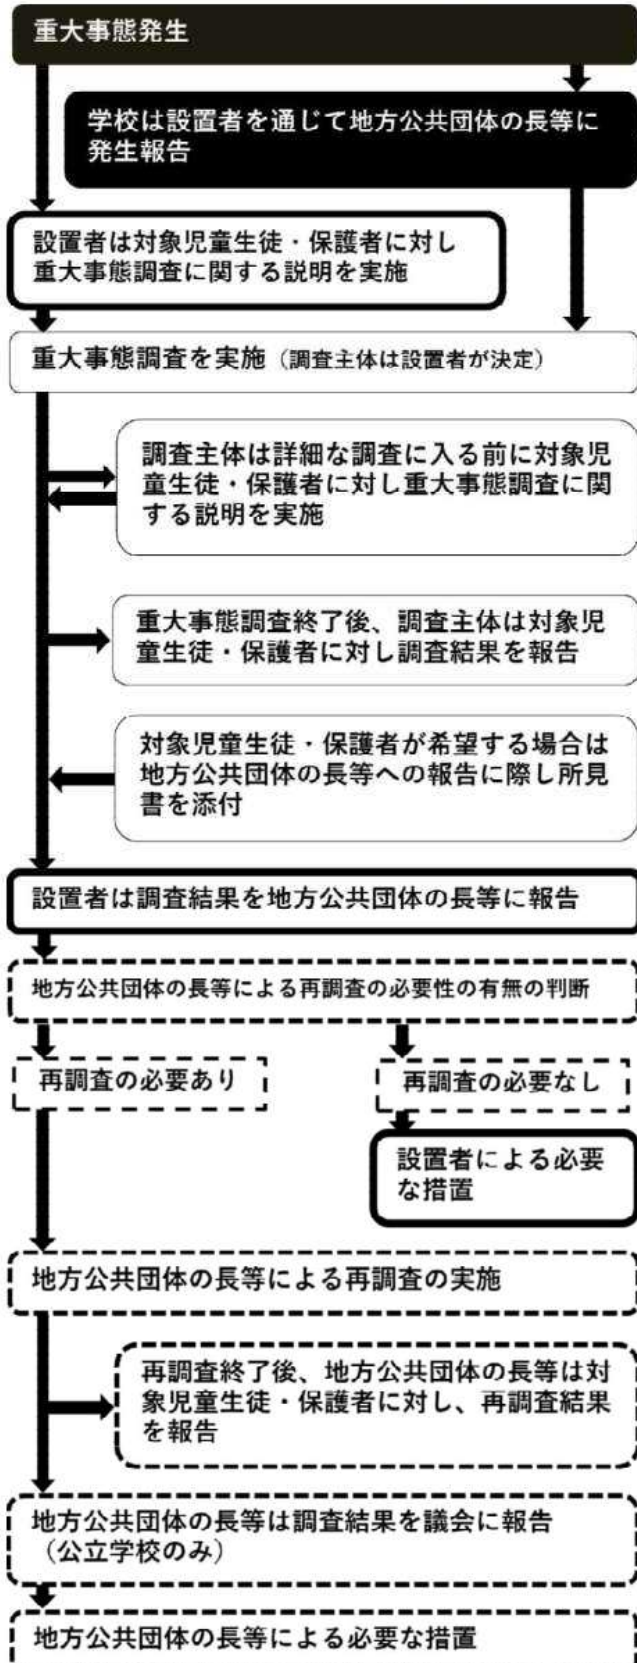 重大事態発生
学校は設置者を通じて地方公共団体の長等に
発生報告
設置者は対象児童生徒・保護者に対し
重大事態調査に関する説明を実施
重大事態調査を実施（調査主体は設置者が決定）
調査主体は詳細な調査に入る前に対象児
童生徒・保護者に対し重大事態調査に関
する説明を実施
重大事態調査終了後、調査主体は対象児
童生徒・保護者に対し調査結果を報告
対象児童生徒・保護者が希望する場合は
地方公共団体の長等への報告に際し所見
書を添付
設置者は調査結果を地方公共団体の長等に報告
地方公共団体の長等による再調査の必要性の有無の判断
再調査の必要あり
再調査の必要なし
設置者による必要
な措置
地方公共団体の長等による再調査の実施
再調査終了後、地方公共団体の長等は対
象児童生徒・保護者に対し、再調査結果
を報告
地方公共団体の長等は調査結果を議会に報告
（公立学校のみ）
地方公共団体の長等による必要な措置